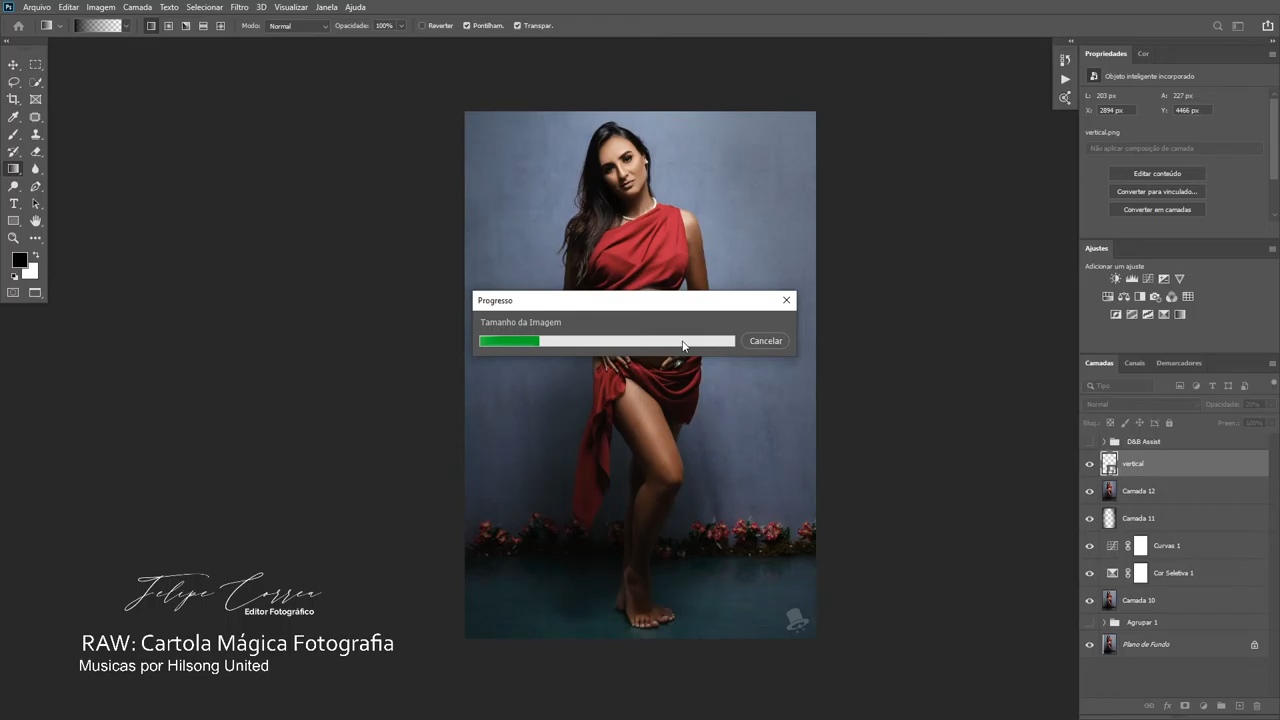 Arquivo Editar Imagem Camada Texto Selecionar Filtro 3D Visualizar Janela Ajuda
Modo: Normal Opacidade: 100% Reverter Pontilham. Transpar.
Propriedades Cor
Objeto inteligente incorporado
L: 203 px A: 227 px
X: 2894 px Y: 4466 px
vertical.png
Não aplicar composição de camada
Editar conteúdo
Converter para vinculado...
Converter em camadas
Ajustes
Adicionar um ajuste
Progresso
Tamanho da Imagem
Cancelar
Camadas Canais Demarcadores
Tipo
Normal Opacidade: 20%
Bloq.: Preen.: 100%
D&B Assist
vertical
Camada 12
Camada 11
Curvas 1
Cor Seletiva 1
Camada 10
Agrupar 1
Plano de Fundo
Felipe Correa
Editor Fotográfico
RAW: Cartola Mágica Fotografia
Musicas por Hilsong United